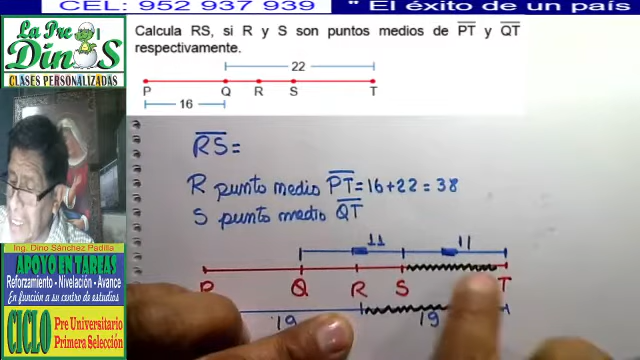 CEL: 952 937 168 " El éxito de un país
La Pre
DinoS
CLASES PERSONALIZADAS
Calcula RS, si R y S son puntos medios de PT y QT
respectivamente.
22
P Q R S T
16
RS=
R punto medio PT=16+22=38
S punto medio QT
11 11
P Q R S T
19 19
Ing. Dino Sánchez Padilla
APOYO EN TAREAS
Reforzamiento - Nivelación - Avance
En función a su centro de estudios
CICLO Pre Universitario
Primera Selección